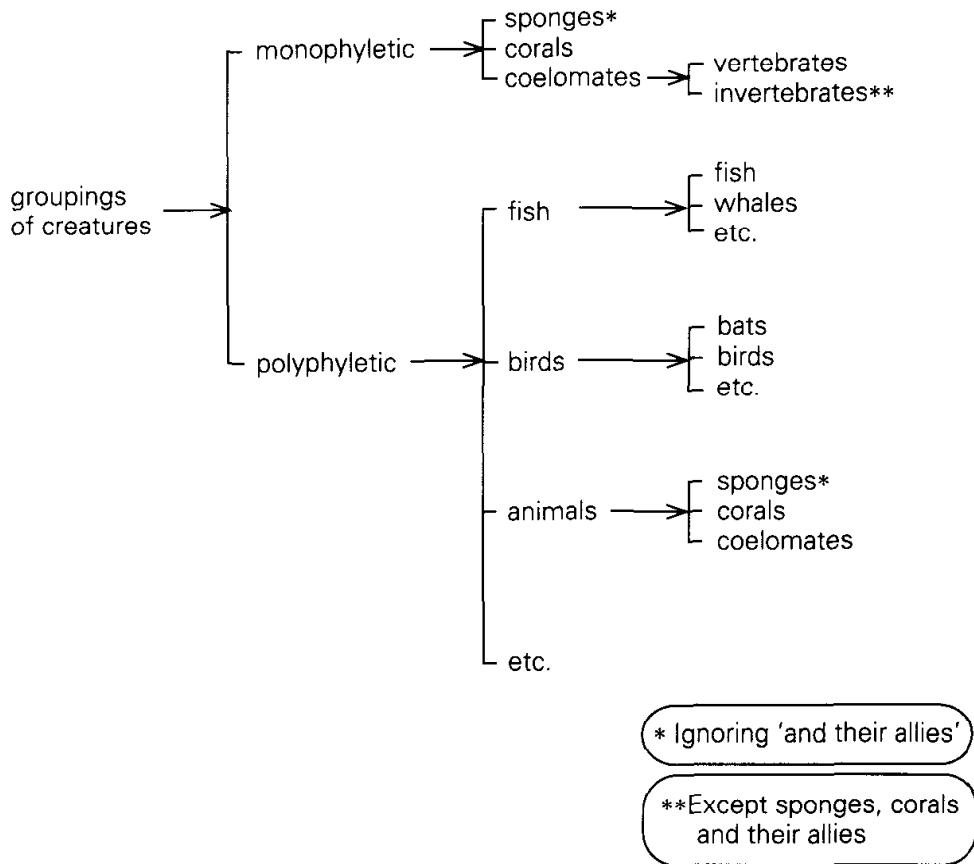 sponges*
monophyletic
corals
coelomates
vertebrates
invertebrates**
groupings
of creatures
fish
fish
whales
etc.
polyphyletic
birds
bats
birds
etc.
animals
sponges*
corals
coelomates
etc.
* Ignoring 'and their allies'
**Except sponges, corals
and their allies